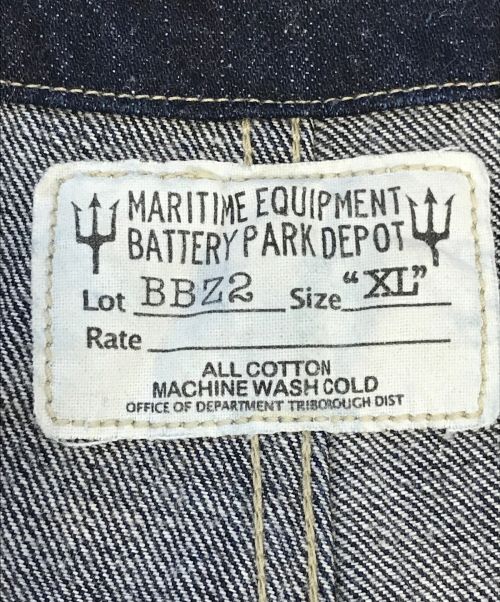 MARITIME EQUIPMENT
BATTERY PARK DEPOT
Lot BBZ2 Size "XL"
Rate
ALL COTTON
MACHINE WASH COLD
OFFICE OF DEPARTMENT TRIBOROUGH DIST